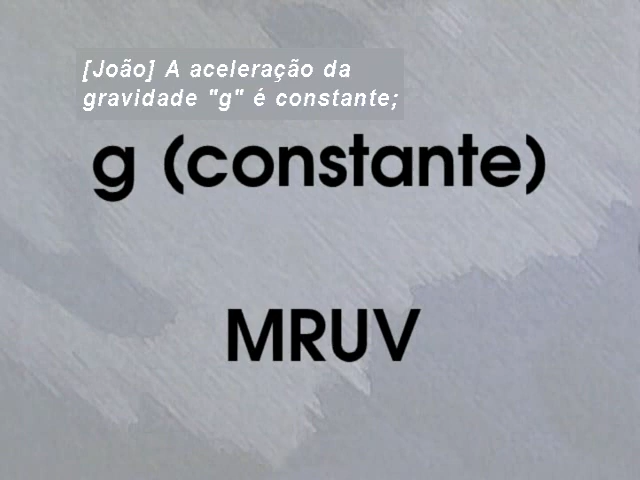 [João] A aceleração da
gravidade "g" é constante;
g (constante)
MRUV